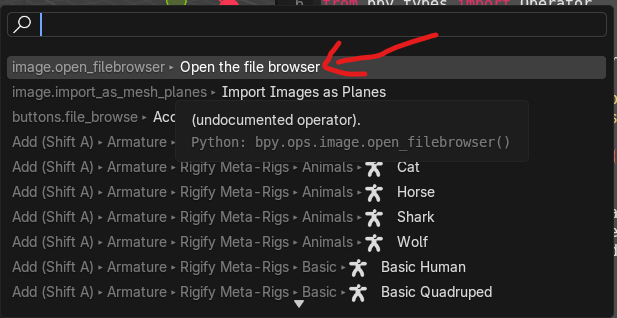 from bpy.types import Operator
image.open_filebrowser ▸ Open the file browser
image.import_as_mesh_planes ▸ Import Images as Planes
buttons.file_browse ▸
(undocumented operator).
Add (Shift A) ▸ Armature ▸
Python: bpy.ops.image.open_filebrowser()
Add (Shift A) ▸ Armature ▸ Rigify Meta-Rigs ▸ Animals ▸ Cat
Add (Shift A) ▸ Armature ▸ Rigify Meta-Rigs ▸ Animals ▸ Horse
Add (Shift A) ▸ Armature ▸ Rigify Meta-Rigs ▸ Animals ▸ Shark
Add (Shift A) ▸ Armature ▸ Rigify Meta-Rigs ▸ Animals ▸ Wolf
Add (Shift A) ▸ Armature ▸ Rigify Meta-Rigs ▸ Basic ▸ Basic Human
Add (Shift A) ▸ Armature ▸ Rigify Meta-Rigs ▸ Basic ▸ Basic Quadruped